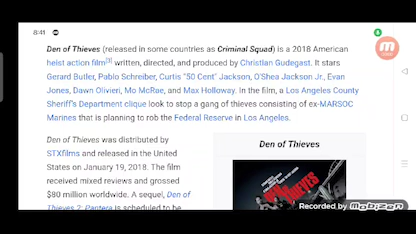 8:41
8
Den of Thieves (released in some countries as Criminal Squad) is a 2018 American
heist action film[3] written, directed, and produced by Christian Gudegast. It stars
Gerard Butler, Pablo Schreiber, Curtis "50 Cent" Jackson, O'Shea Jackson Jr., Evan
Jones, Dawn Olivieri, Mo McRae, and Max Holloway. In the film, a Los Angeles County
Sheriff's Department clique look to stop a gang of thieves consisting of ex-MARSOC
Marines that is planning to rob the Federal Reserve in Los Angeles.
Den of Thieves was distributed by
STXfilms and released in the United
States on January 19, 2018. The film
received mixed reviews and grossed
$80 million worldwide. A sequel, Den of
Thieves 2: Pantera is scheduled to be
Den of Thieves
THIEVES
Recorded by mobizen